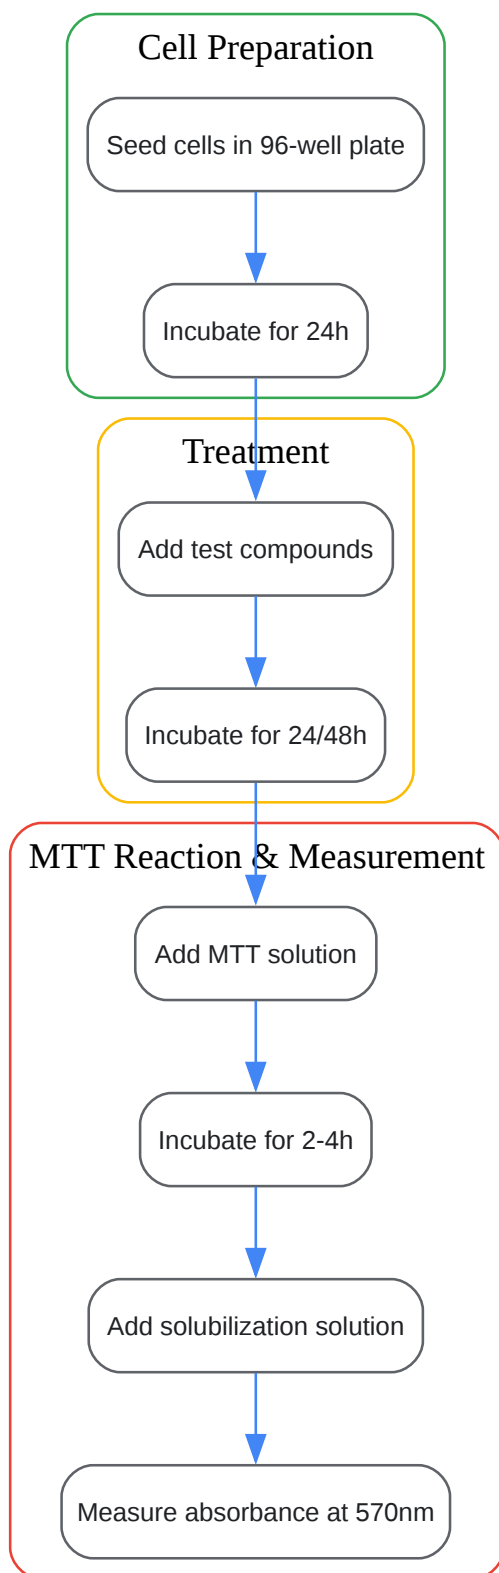 Cell Preparation
Seed cells in 96-well plate
Incubate for 24h
Treatment
Add test compounds
Incubate for 24/48h
MTT Reaction & Measurement
Add MTT solution
Incubate for 2-4h
Add solubilization solution
Measure absorbance at 570nm